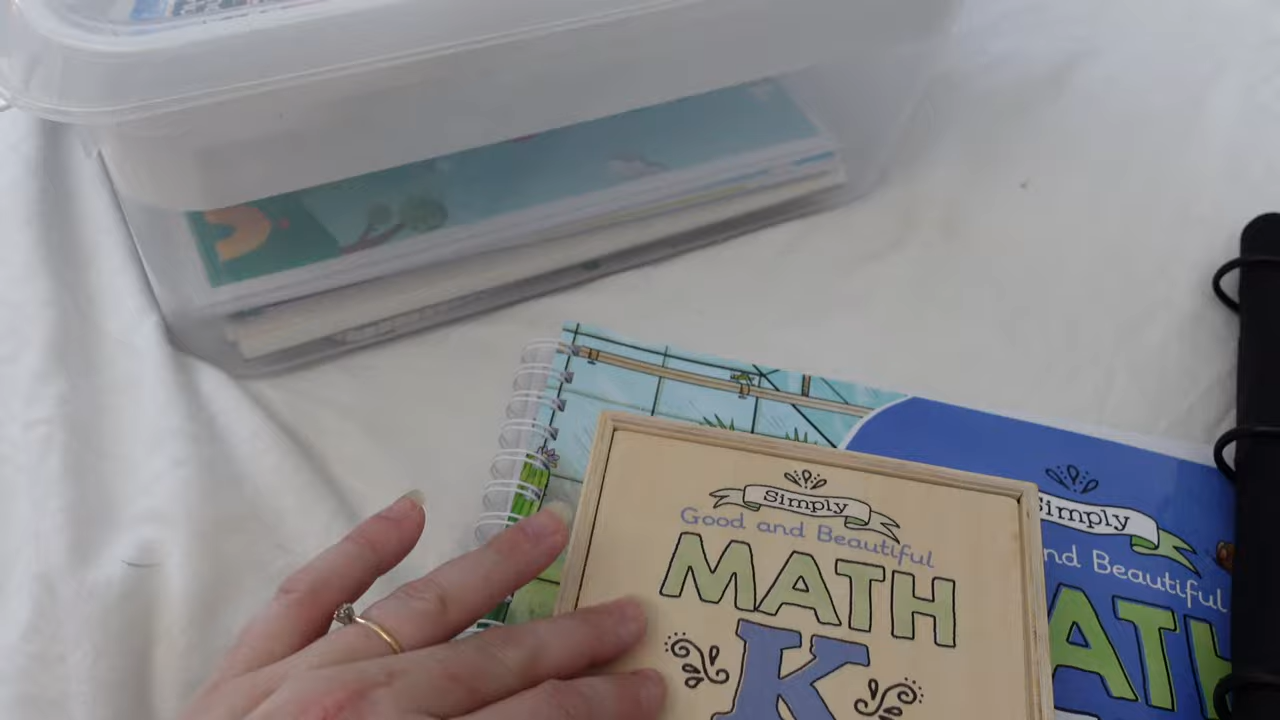 Simply
Good and Beautiful
MATH
K
Simply
nd Beautiful
ATH